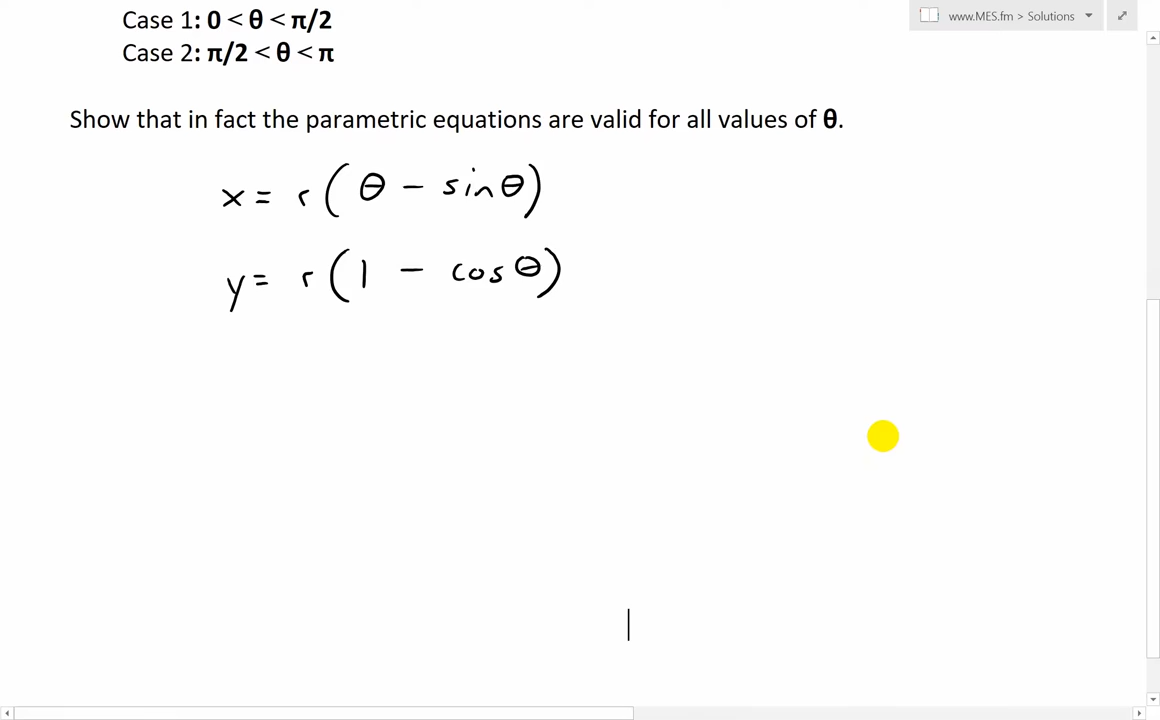 Case 1: 0 < θ < π/2
www.MES.fm > Solutions
Case 2: π/2 < θ < π
Show that in fact the parametric equations are valid for all values of θ.
x = r(θ − sinθ)
y = r(1 − cosθ)